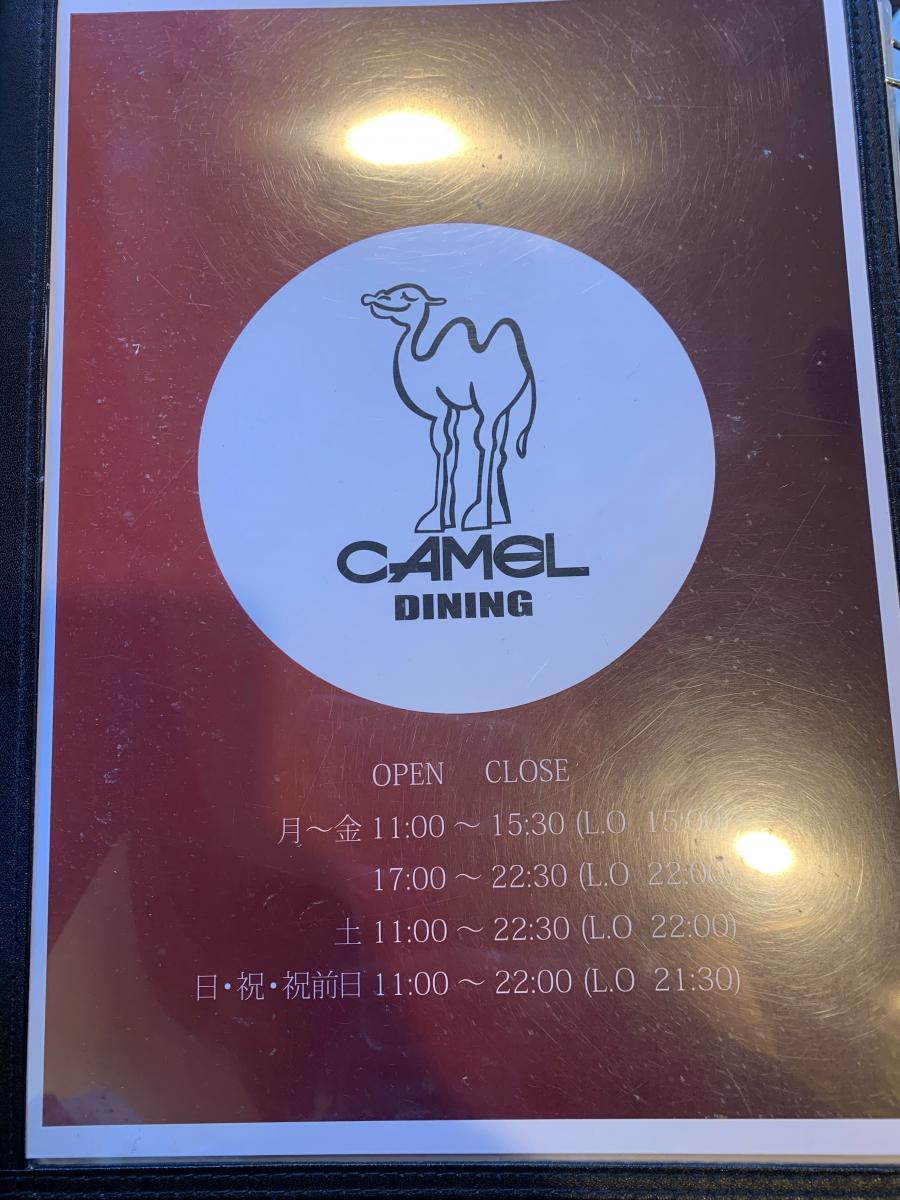 CAMEL
DINING
OPEN CLOSE
月～金 11:00 ～ 15:30 (L.O 15:00)
17:00 ～ 22:30 (L.O 22:00)
土 11:00 ～ 22:30 (L.O 22:00)
日・祝・祝前日 11:00 ～ 22:00 (L.O 21:30)